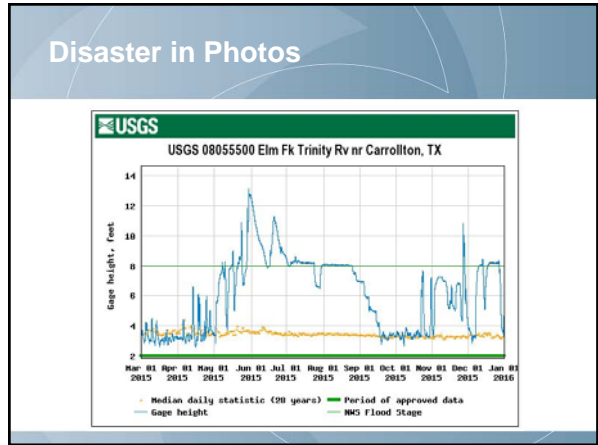 Disaster in Photos
USGS
USGS 08055500 Elm Fk Trinity Rv nr Carrollton, TX
Gage height, feet
14
12
10
8
6
4
2
Mar 01 Apr 01 May 01 Jun 01 Jul 01 Aug 01 Sep 01 Oct 01 Nov 01 Dec 01 Jan 01
2015 2015 2015 2015 2015 2015 2015 2015 2015 2015 2016
Median daily statistic (28 years) Period of approved data
Gage height NWS Flood Stage